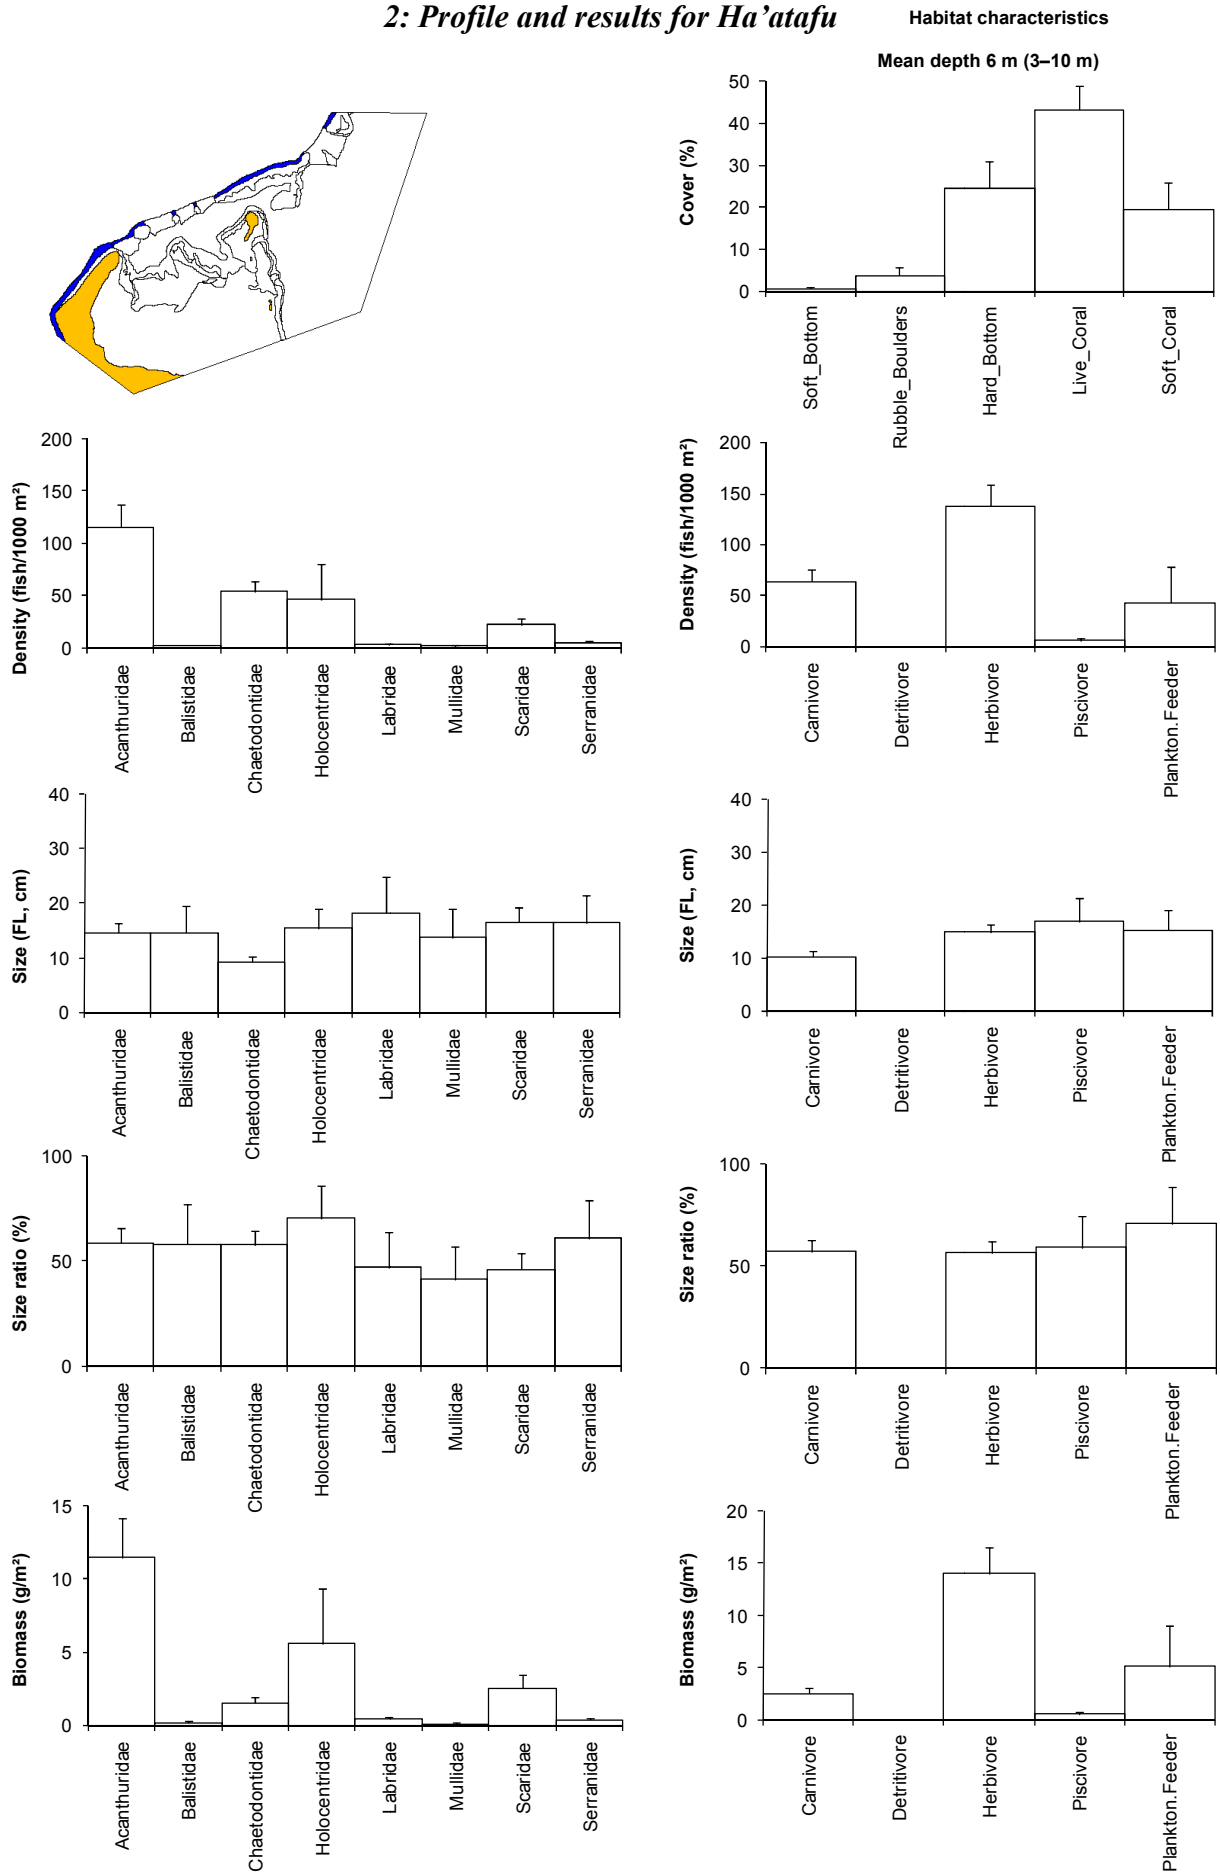 2: Profile and results for Ha’atafu
Habitat characteristics
Mean depth 6 m (3–10 m)
Cover (%)
50
40
30
20
10
0
Soft_Bottom
Rubble_Boulders
Hard_Bottom
Live_Coral
Soft_Coral
Density (fish/1000 m²)
200
150
100
50
0
Acanthuridae
Balistidae
Chaetodontidae
Holocentridae
Labridae
Mullidae
Scaridae
Serranidae
Density (fish/1000 m²)
200
150
100
50
0
Carnivore
Detritivore
Herbivore
Piscivore
Plankton.Feeder
Size (FL, cm)
40
30
20
10
0
Acanthuridae
Balistidae
Chaetodontidae
Holocentridae
Labridae
Mullidae
Scaridae
Serranidae
Size (FL, cm)
40
30
20
10
0
Carnivore
Detritivore
Herbivore
Piscivore
Plankton.Feeder
Size ratio (%)
100
50
0
Acanthuridae
Balistidae
Chaetodontidae
Holocentridae
Labridae
Mullidae
Scaridae
Serranidae
Size ratio (%)
100
50
0
Carnivore
Detritivore
Herbivore
Piscivore
Plankton.Feeder
Biomass (g/m²)
15
10
5
0
Acanthuridae
Balistidae
Chaetodontidae
Holocentridae
Labridae
Mullidae
Scaridae
Serranidae
Biomass (g/m²)
20
15
10
5
0
Carnivore
Detritivore
Herbivore
Piscivore
Plankton.Feeder